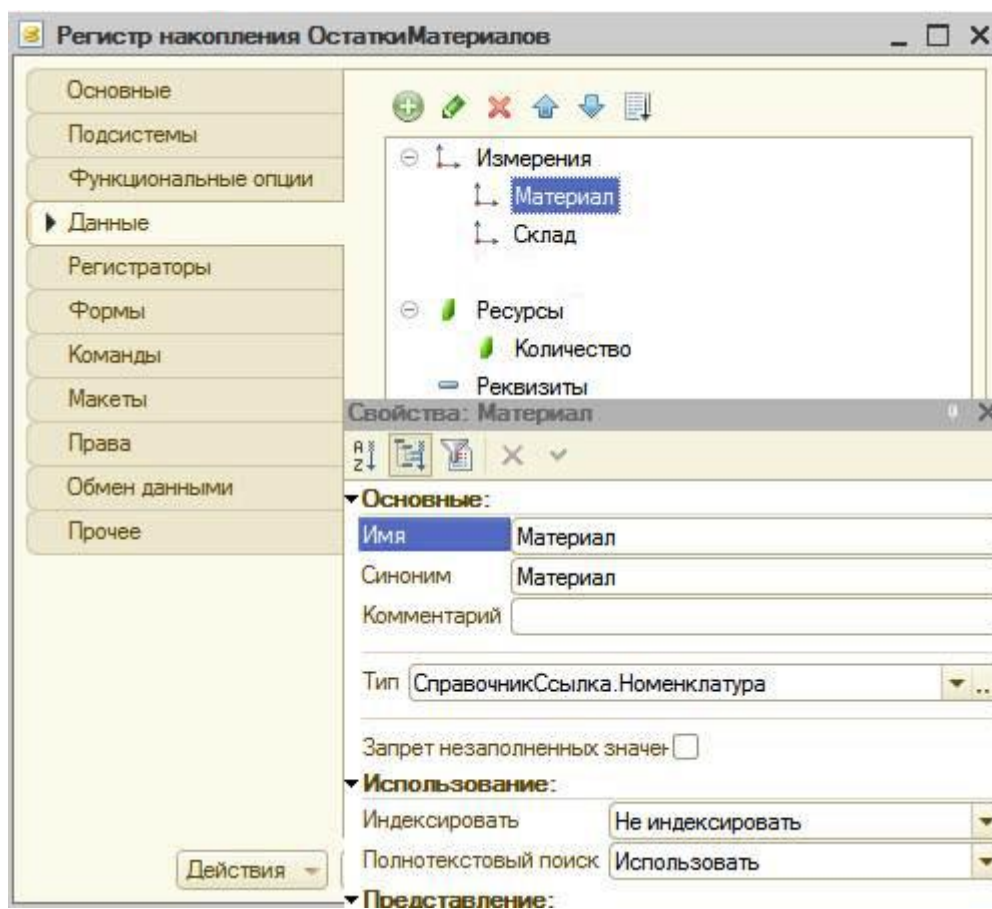 Регистр накопления ОстаткиМатериалов
Основные
Подсистемы
Функциональные опции
Данные
Регистраторы
Формы
Команды
Макеты
Права
Обмен данными
Прочее
Действия
Измерения
Материал
Склад
Ресурсы
Количество
Реквизиты
Свойства: Материал
Основные:
Имя Материал
Синоним Материал
Комментарий
Тип СправочникСсылка.Номенклатура ...
Запрет незаполненных значен
Использование:
Индексировать Не индексировать
Полнотекстовый поиск Использовать
Представление: